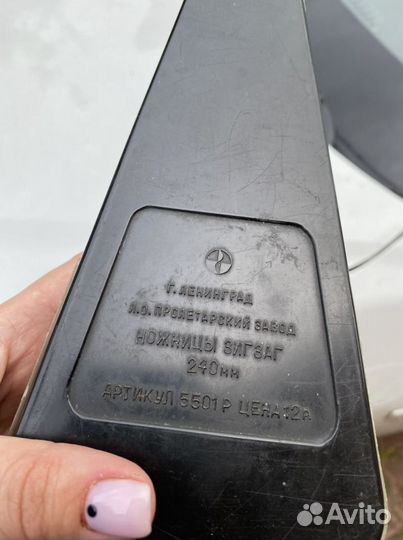 Г. ЛЕНИНГРАД
Л.О. ПРОЛЕТАРСКИЙ ЗАВОД
НОЖНИЦЫ ЗИГЗАГ
240мм
АРТИКУЛ 5501Р ЦЕНА 12р
Avito